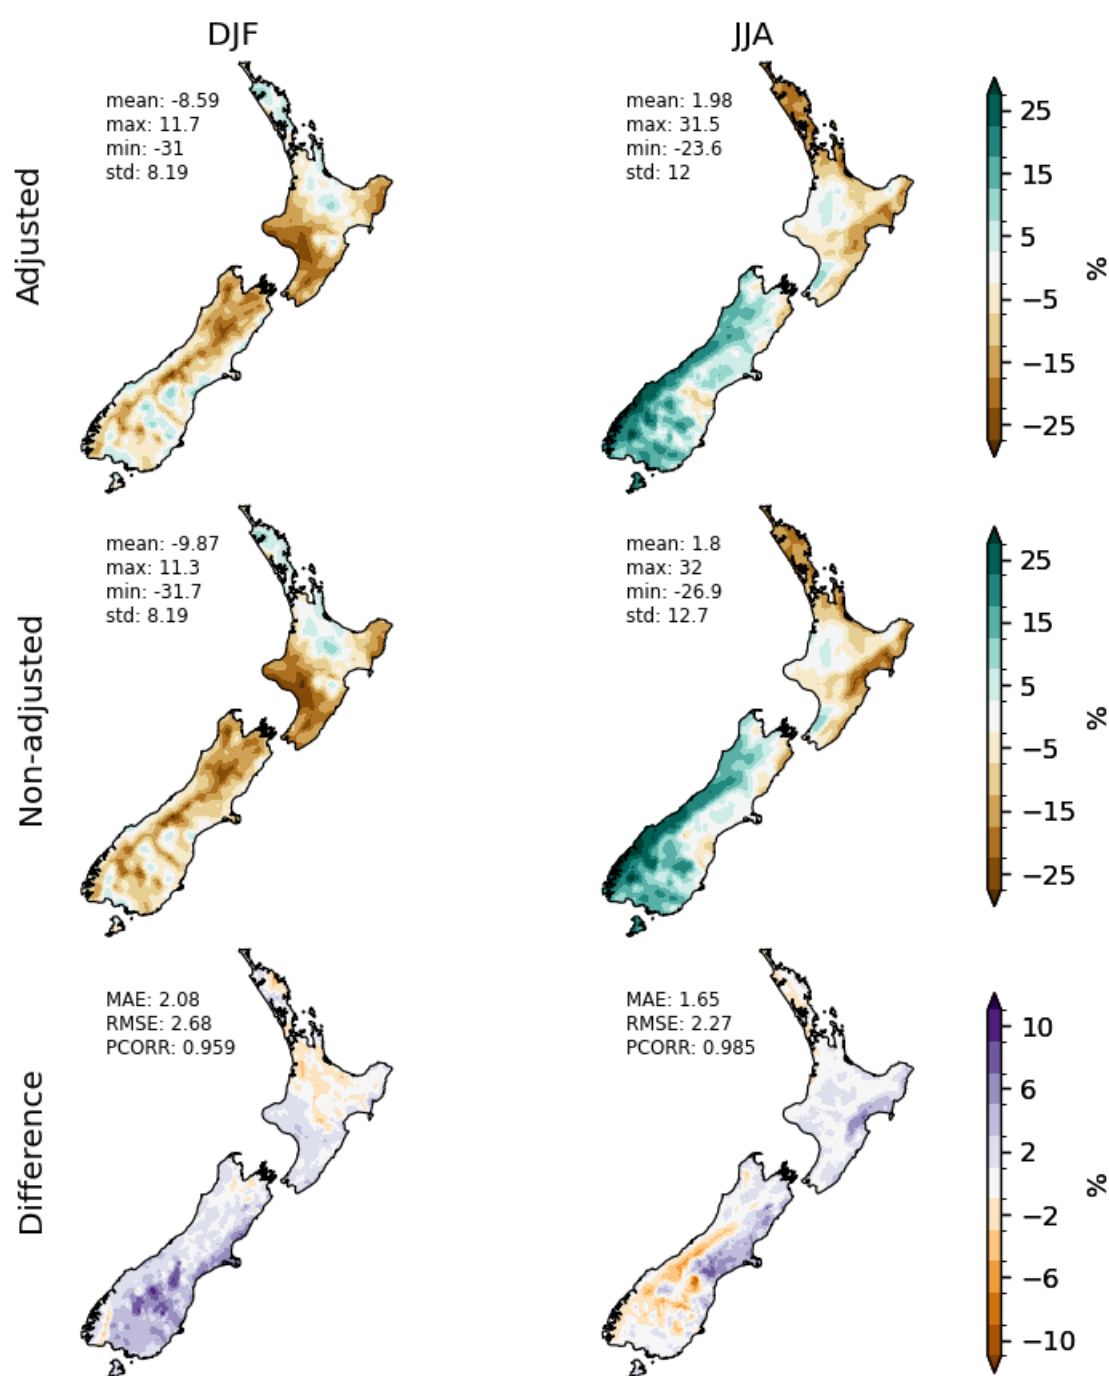 DJF
JJA
Adjusted
mean: -8.59
max: 11.7
min: -31
std: 8.19
mean: 1.98
max: 31.5
min: -23.6
std: 12
25
15
5
−5
−15
−25
%
Non-adjusted
mean: -9.87
max: 11.3
min: -31.7
std: 8.19
mean: 1.8
max: 32
min: -26.9
std: 12.7
25
15
5
−5
−15
−25
%
Difference
MAE: 2.08
RMSE: 2.68
PCORR: 0.959
MAE: 1.65
RMSE: 2.27
PCORR: 0.985
10
6
2
−2
−6
−10
%